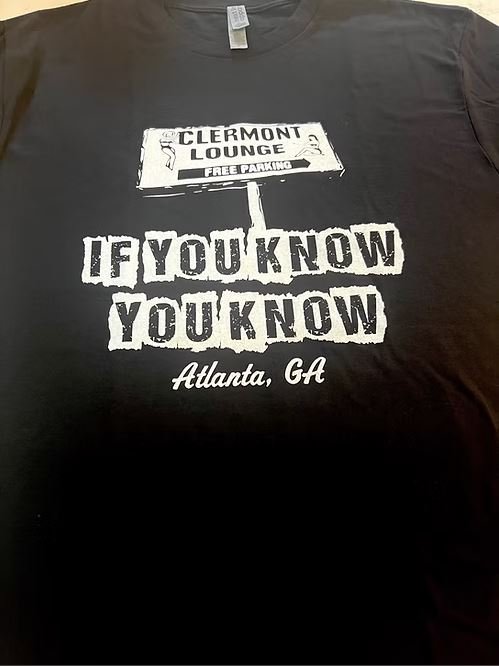 CLERMONT
LOUNGE
FREE PARKING
IF YOU KNOW
YOU KNOW
Atlanta, GA